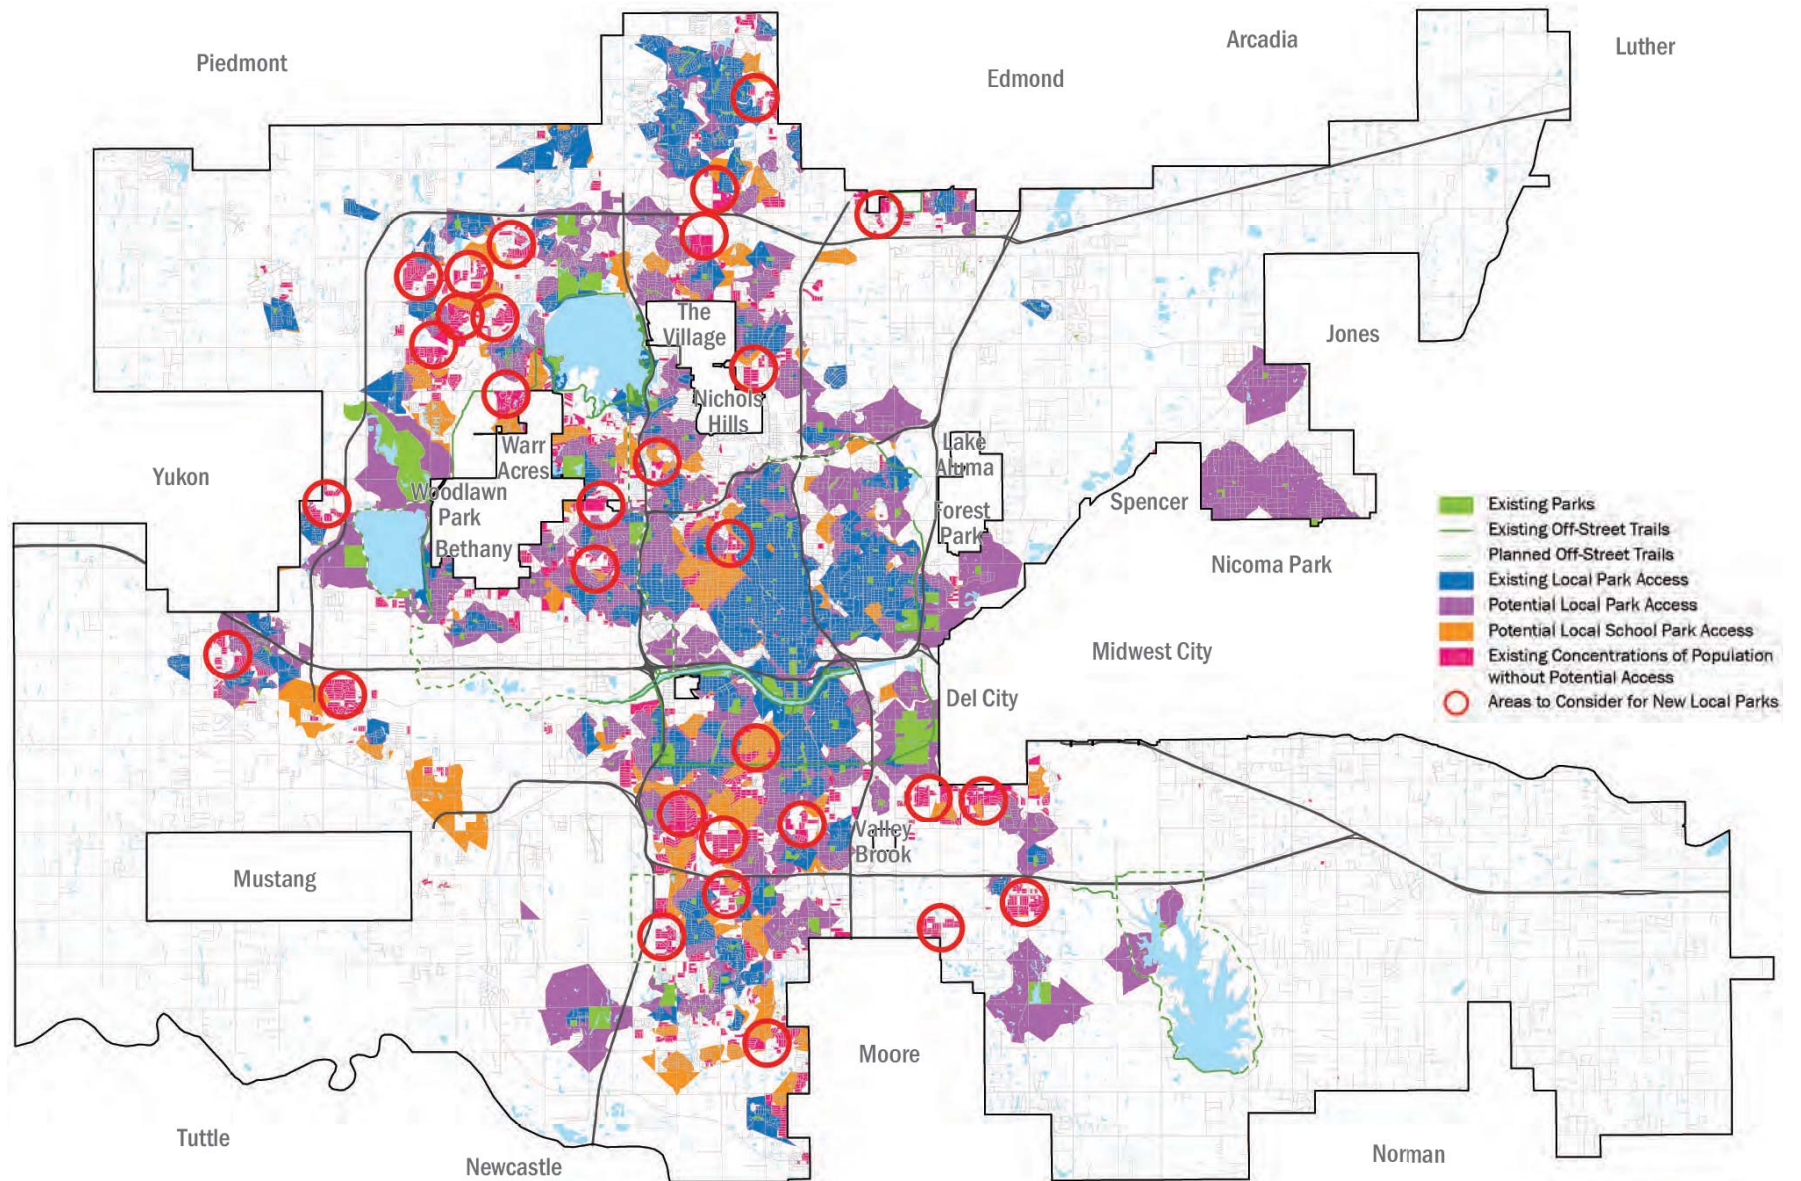 Piedmont
Arcadia
Luther
Edmond
The
Village
Jones
Nichols
Hills
Warr
Acres
Lake
Aluma
Yukon
Woodlawn
Park
Spencer
Forest
Park
Bethany
Nicoma Park
Existing Parks
Existing Off-Street Trails
Planned Off-Street Trails
Existing Local Park Access
Potential Local Park Access
Potential Local School Park Access
Existing Concentrations of Population
without Potential Access
Areas to Consider for New Local Parks
Midwest City
Del City
Valley
Brook
Mustang
Moore
Tuttle
Newcastle
Norman